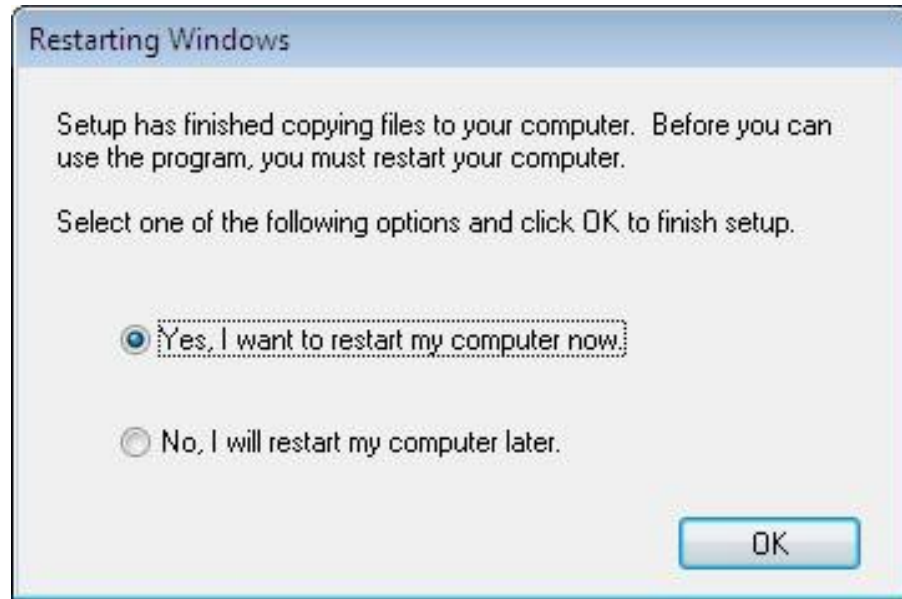 Restarting Windows
Setup has finished copying files to your computer.  Before you can
use the program, you must restart your computer.
Select one of the following options and click OK to finish setup.
Yes, I want to restart my computer now.
No, I will restart my computer later.
OK